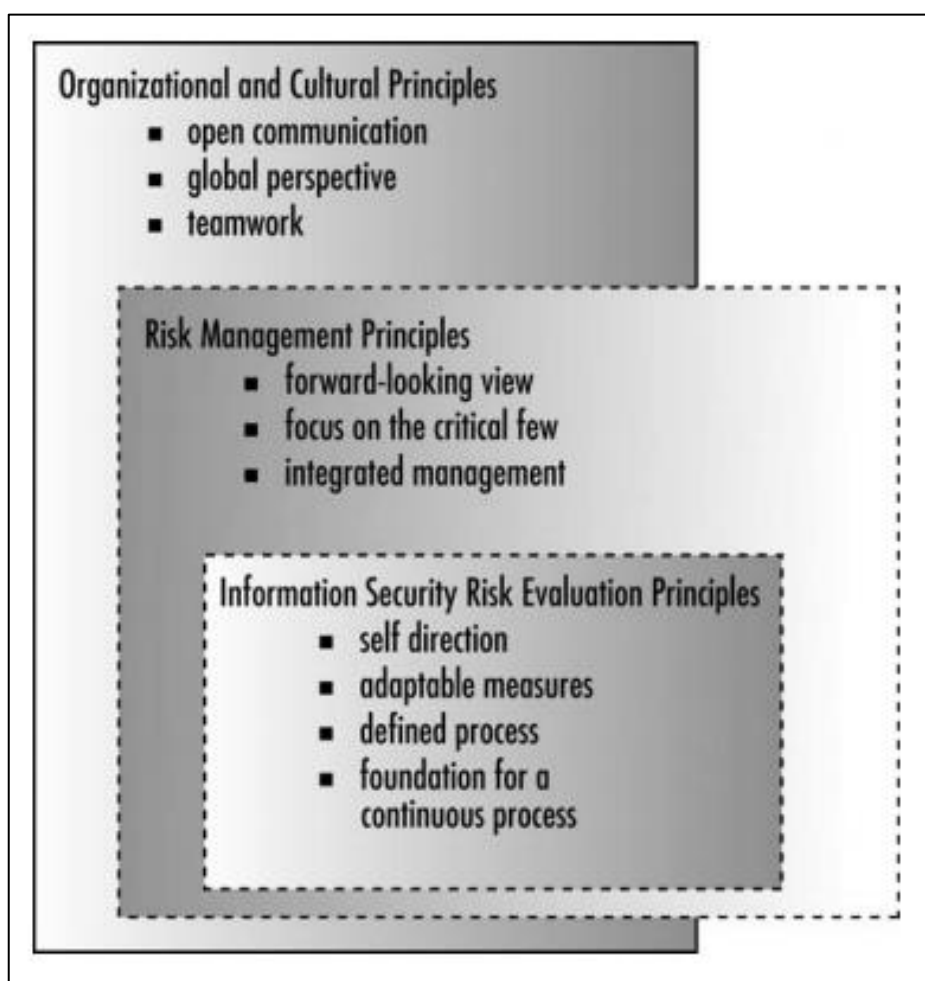 Organizational and Cultural Principles
▪ open communication
▪ global perspective
▪ teamwork
Risk Management Principles
▪ forward-looking view
▪ focus on the critical few
▪ integrated management
Information Security Risk Evaluation Principles
▪ self direction
▪ adaptable measures
▪ defined process
▪ foundation for a
continuous process